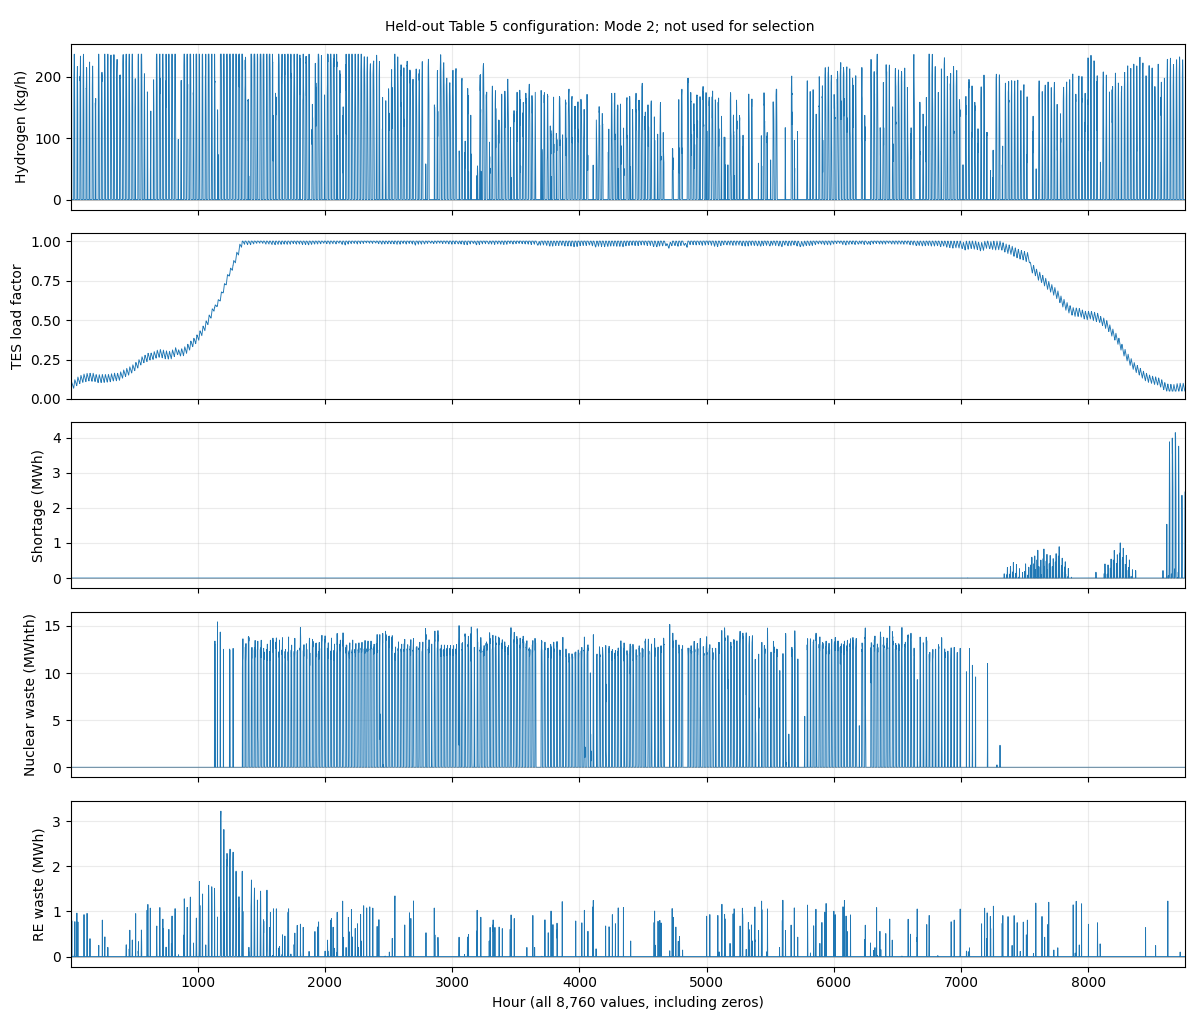 Held-out Table 5 configuration: Mode 2; not used for selection
Hydrogen (kg/h)
200
100
0
TES load factor
1.00
0.75
0.50
0.25
0.00
Shortage (MWh)
4
3
2
1
0
Nuclear waste (MWhth)
15
10
5
0
RE waste (MWh)
3
2
1
0
1000 2000 3000 4000 5000 6000 7000 8000
Hour (all 8,760 values, including zeros)